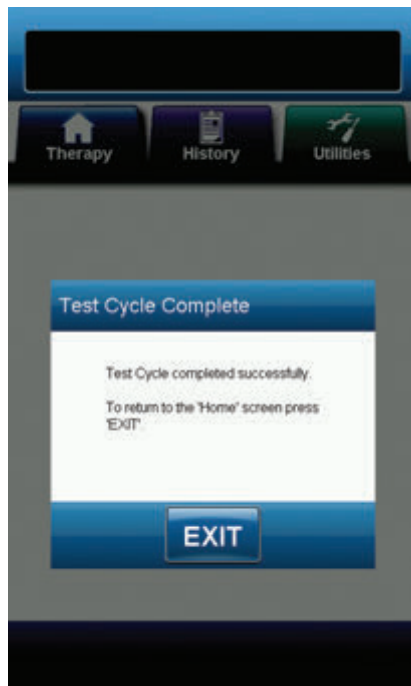 Therapy History Utilities
Test Cycle Complete
Test Cycle completed successfully.
To return to the 'Home' screen press
'EXIT'.
EXIT